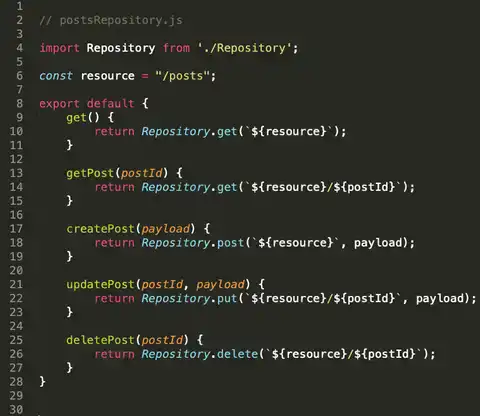 1
2 // postsRepository.js
3
4 import Repository from './Repository';
5
6 const resource = "/posts";
7
8 export default {
9     get() {
10         return Repository.get(`${resource}`);
11     }
12
13     getPost(postId) {
14         return Repository.get(`${resource}/${postId}`);
15     }
16
17     createPost(payload) {
18         return Repository.post(`${resource}`, payload);
19     }
20
21     updatePost(postId, payload) {
22         return Repository.put(`${resource}/${postId}`, payload);
23     }
24
25     deletePost(postId) {
26         return Repository.delete(`${resource}/${postId}`);
27     }
28 }
29
30